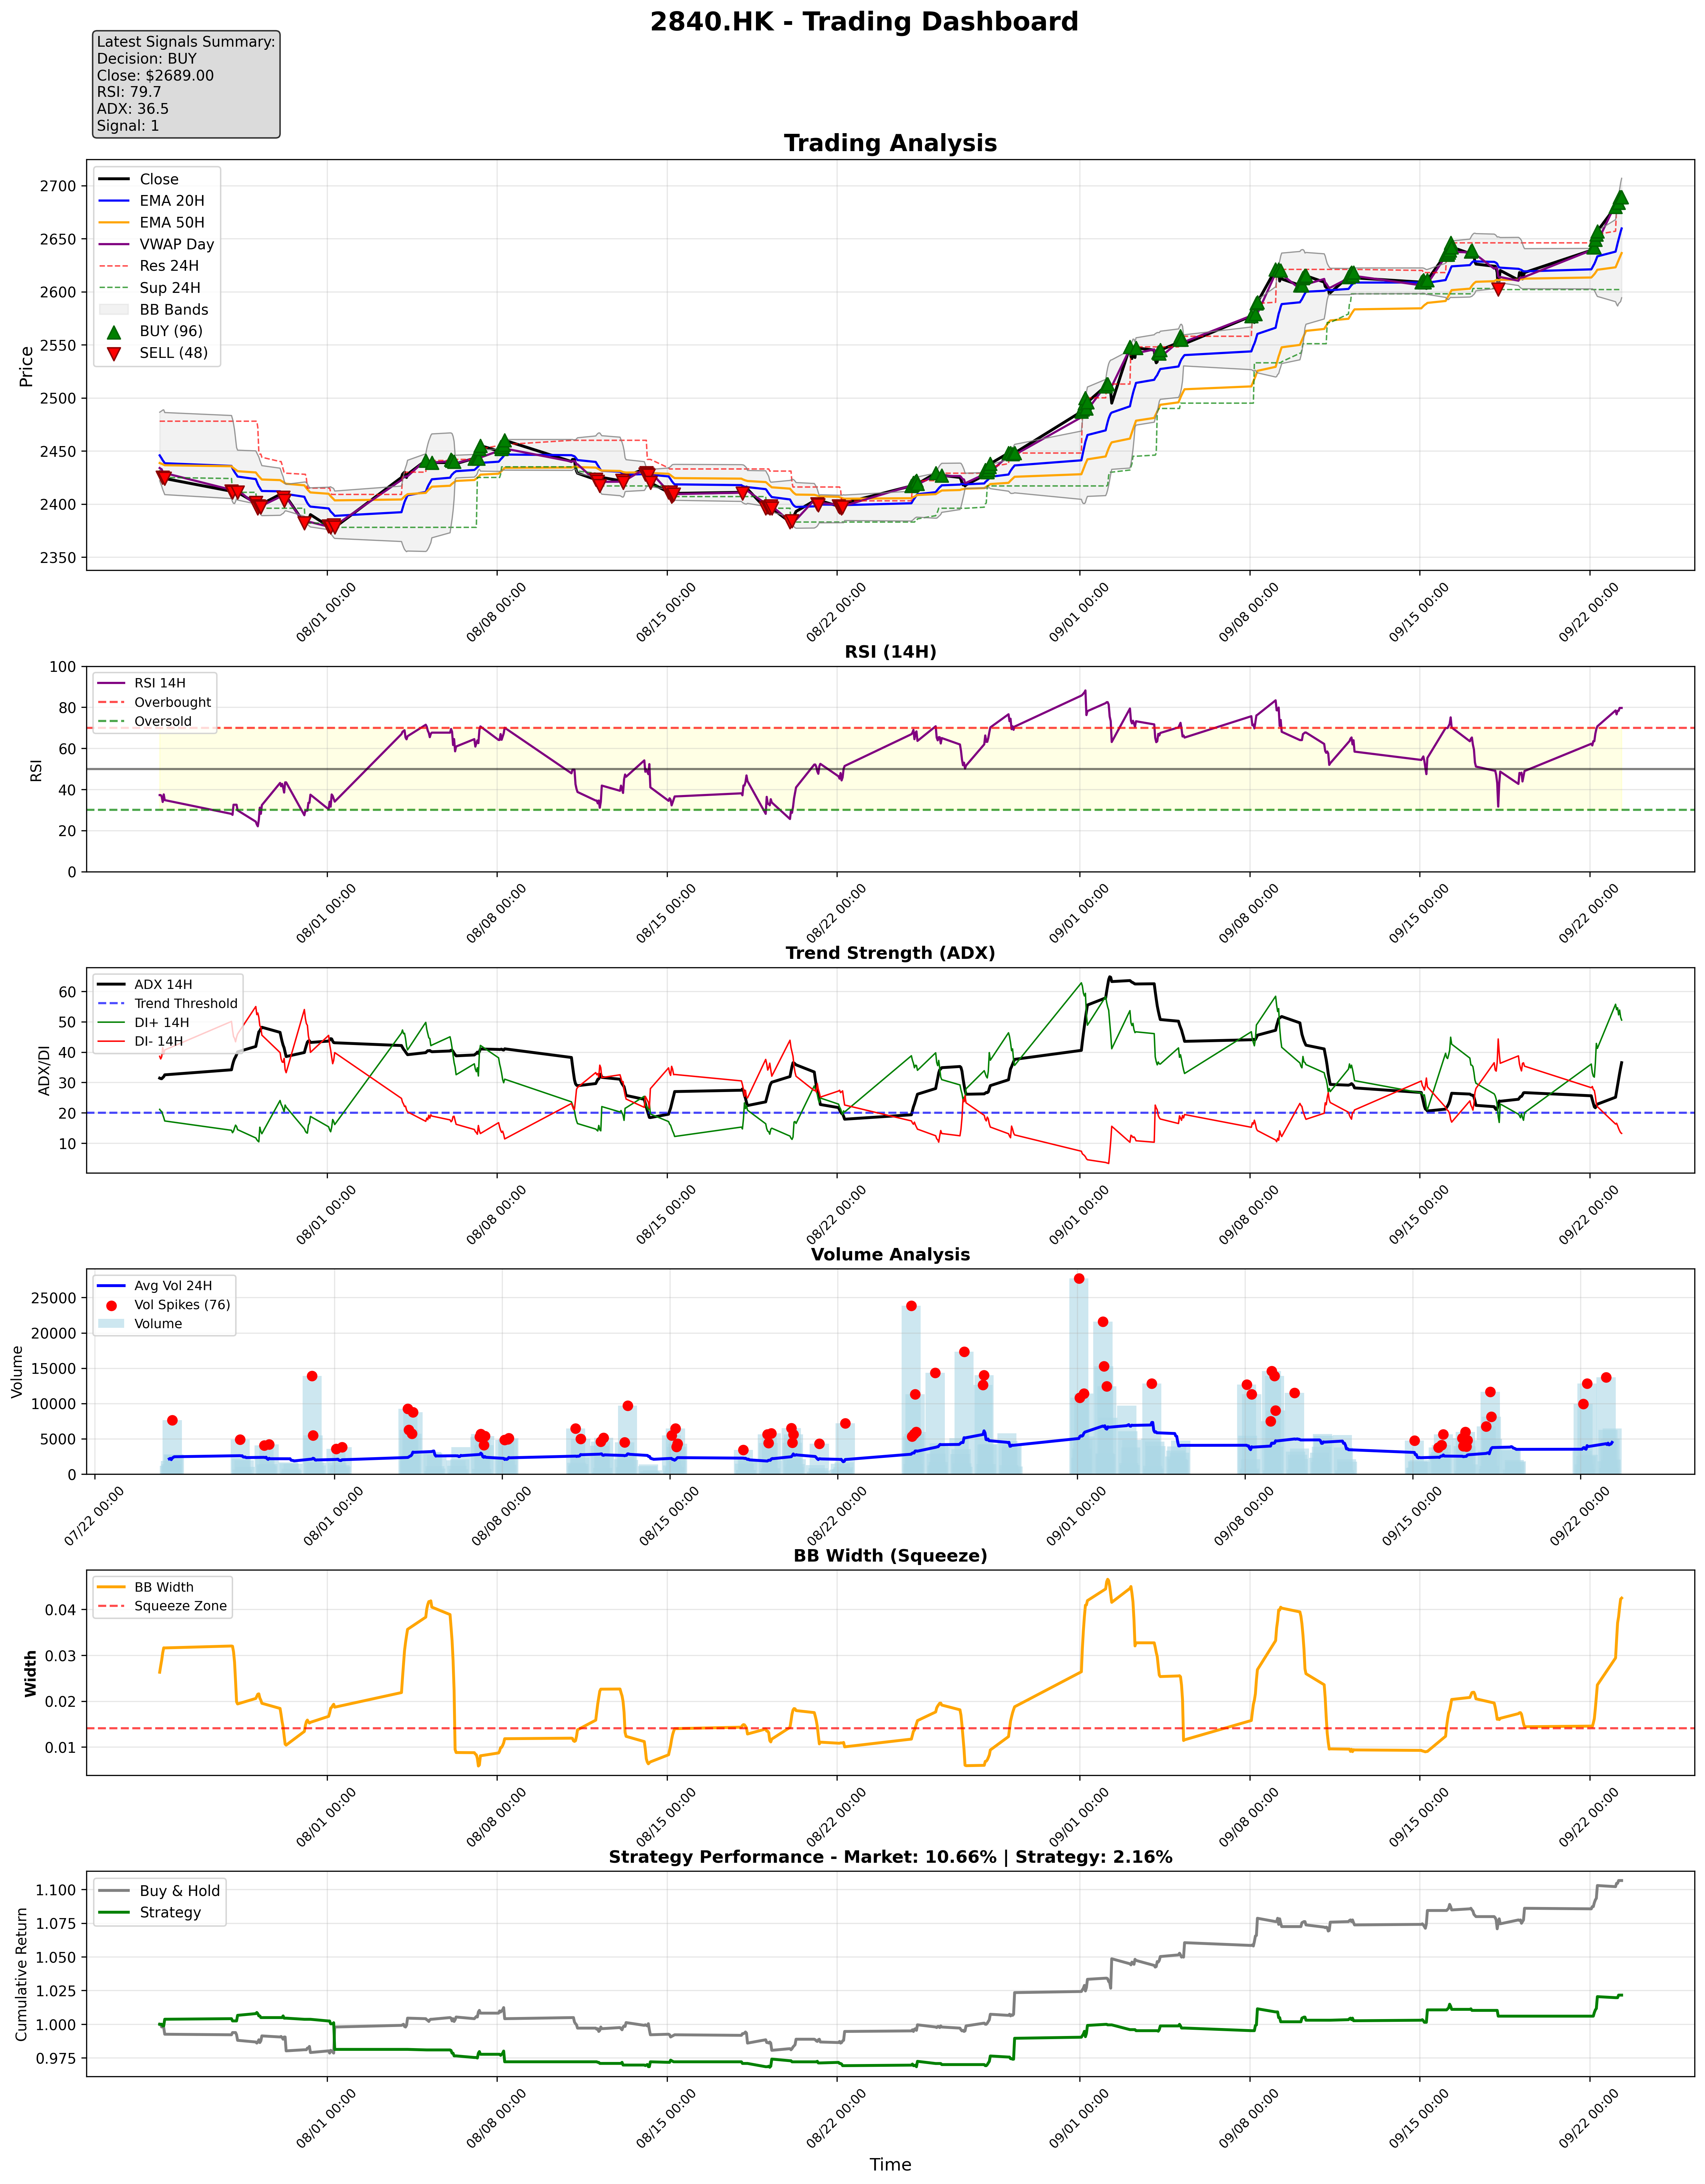 2840.HK - Trading Dashboard
Latest Signals Summary:
Decision: BUY
Close: $2689.00
RSI: 79.7
ADX: 36.5
Signal: 1
Trading Analysis
Close
EMA 20H
EMA 50H
VWAP Day
Res 24H
Sup 24H
BB Bands
BUY (96)
SELL (48)
Price
2700
2650
2600
2550
2500
2450
2400
2350
08/01 00:00
08/08 00:00
08/15 00:00
08/22 00:00
09/01 00:00
09/08 00:00
09/15 00:00
09/22 00:00
RSI (14H)
RSI 14H
Overbought
Oversold
RSI
100
80
60
40
20
0
08/01 00:00
08/08 00:00
08/15 00:00
08/22 00:00
09/01 00:00
09/08 00:00
09/15 00:00
09/22 00:00
Trend Strength (ADX)
ADX 14H
Trend Threshold
DI+ 14H
DI- 14H
ADX/DI
60
50
40
30
20
10
08/01 00:00
08/08 00:00
08/15 00:00
08/22 00:00
09/01 00:00
09/08 00:00
09/15 00:00
09/22 00:00
Volume Analysis
Avg Vol 24H
Vol Spikes (76)
Volume
Volume
25000
20000
15000
10000
5000
0
07/22 00:00
08/01 00:00
08/08 00:00
08/15 00:00
08/22 00:00
09/01 00:00
09/08 00:00
09/15 00:00
09/22 00:00
BB Width (Squeeze)
BB Width
Squeeze Zone
Width
0.04
0.03
0.02
0.01
08/01 00:00
08/08 00:00
08/15 00:00
08/22 00:00
09/01 00:00
09/08 00:00
09/15 00:00
09/22 00:00
Strategy Performance - Market: 10.66% | Strategy: 2.16%
Buy & Hold
Strategy
Cumulative Return
1.100
1.075
1.050
1.025
1.000
0.975
08/01 00:00
08/08 00:00
08/15 00:00
08/22 00:00
09/01 00:00
09/08 00:00
09/15 00:00
09/22 00:00
Time